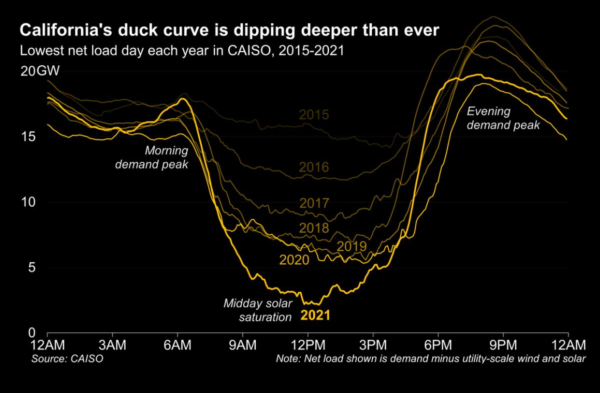 California's duck curve is dipping deeper than ever
Lowest net load day each year in CAISO, 2015-2021
20GW
15
10
5
0
Morning
demand peak
Evening
demand peak
2015
2016
2017
2018
2019
2020
Midday solar
saturation
2021
12AM 3AM 6AM 9AM 12PM 3PM 6PM 9PM 12AM
Source: CAISO
Note: Net load shown is demand minus utility-scale wind and solar